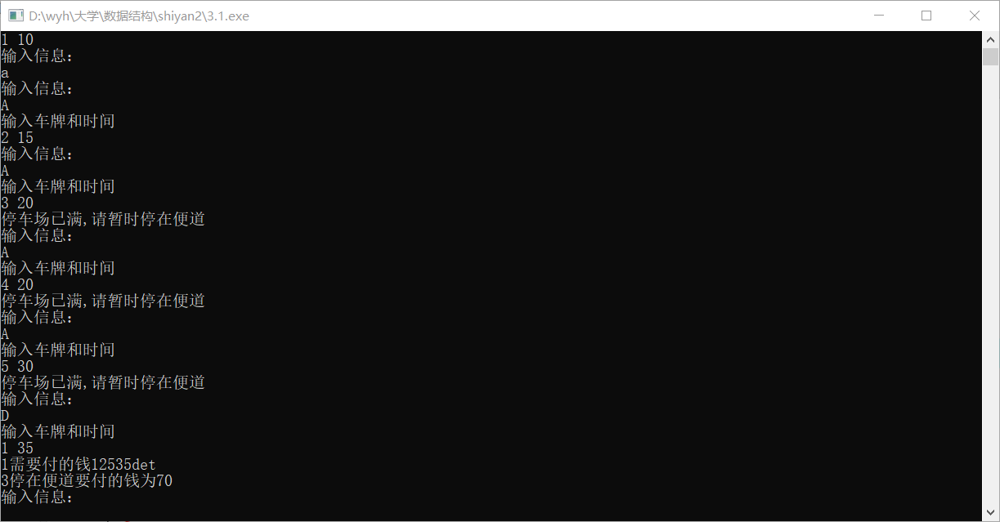 D:\wyh\大学\数据结构\shiyan2\3.1.exe
1 10
输入信息：
a
输入信息：
A
输入车牌和时间
2 15
输入信息：
A
输入车牌和时间
3 20
停车场已满,请暂时停在便道
输入信息：
A
输入车牌和时间
4 20
停车场已满,请暂时停在便道
输入信息：
A
输入车牌和时间
5 30
停车场已满,请暂时停在便道
输入信息：
D
输入车牌和时间
1 35
1需要付的钱12535det
3停在便道要付的钱为70
输入信息：